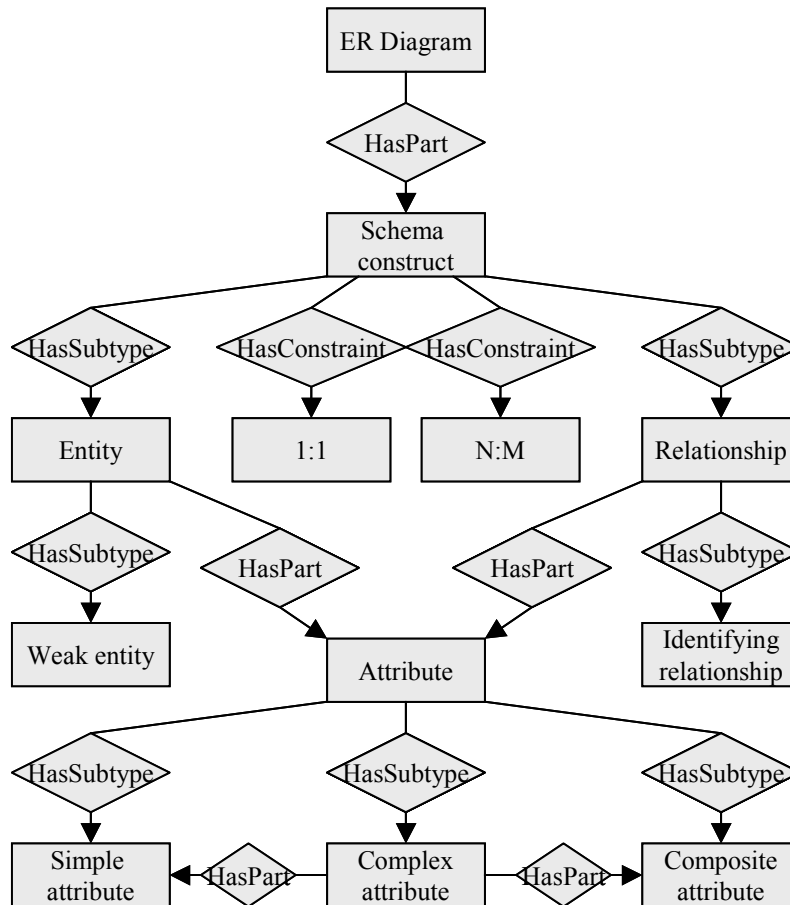 ER Diagram
HasPart
Schema
construct
HasSubtype
HasConstraint
HasConstraint
HasSubtype
Entity
1:1
N:M
Relationship
HasSubtype
HasPart
HasPart
HasSubtype
Weak entity
Attribute
Identifying
relationship
HasSubtype
HasSubtype
HasSubtype
Simple
attribute
HasPart
Complex
attribute
HasPart
Composite
attribute